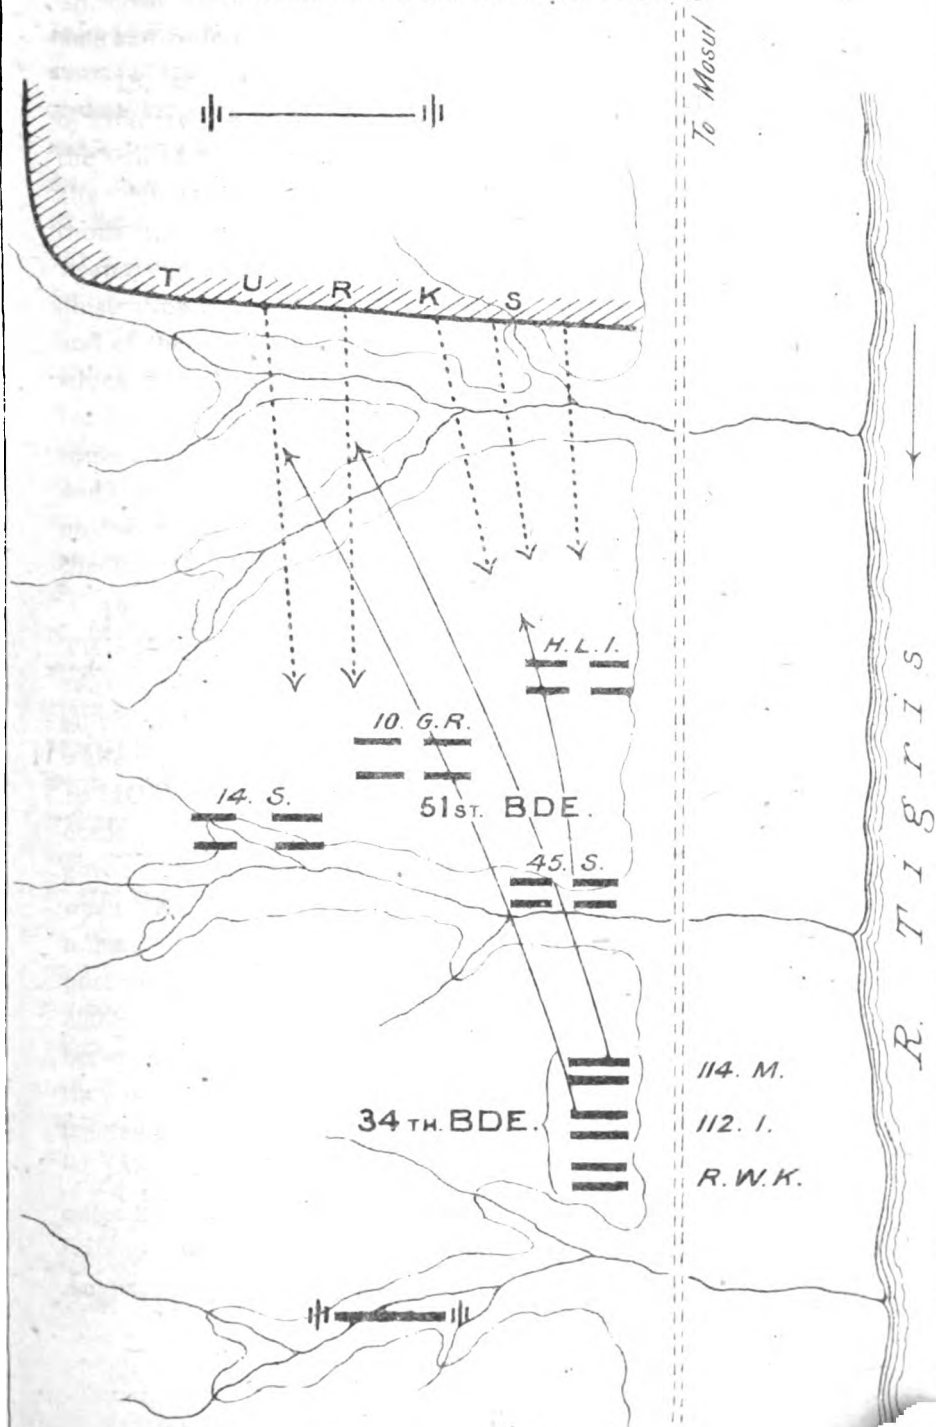 To Mosul
T U R K S
H. L. I.
10. G. R.
14. S.
51ST. BDE.
45. S.
R. Tigris
114. M.
34TH. BDE.
112. I.
R. W. K.